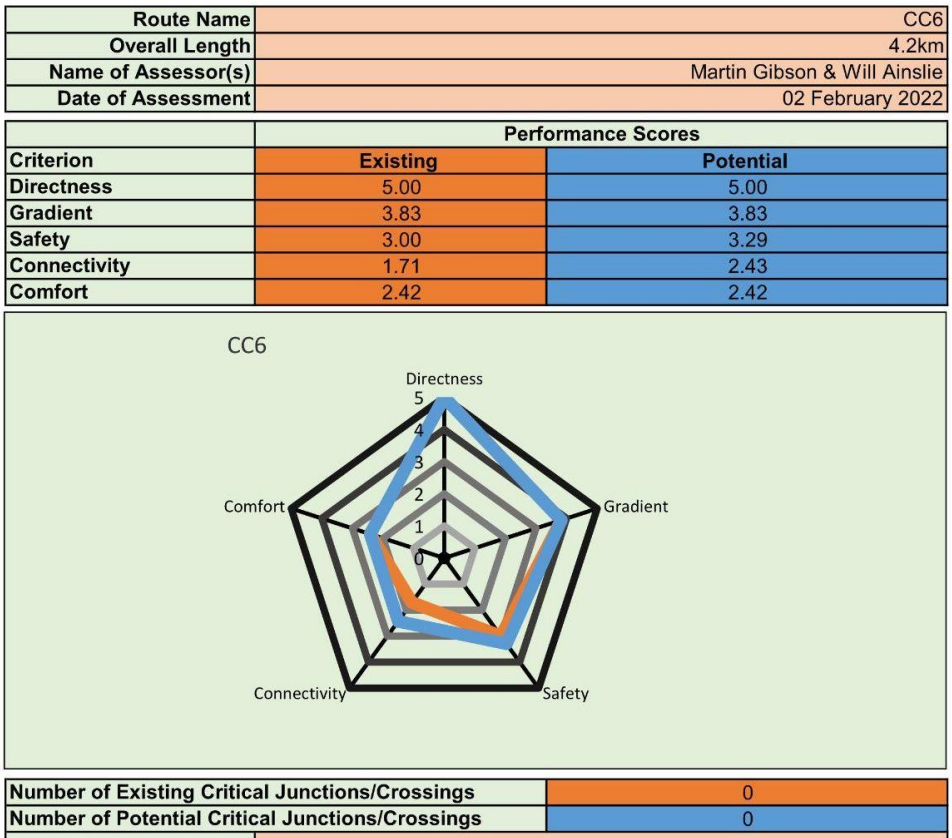 Route Name CC6
Overall Length 4.2km
Name of Assessor(s) Martin Gibson & Will Ainslie
Date of Assessment 02 February 2022
Performance Scores
Criterion Existing Potential
Directness 5.00 5.00
Gradient 3.83 3.83
Safety 3.00 3.29
Connectivity 1.71 2.43
Comfort 2.42 2.42
CC6
Directness
5
4
3
2
1
0
Comfort
Gradient
Connectivity
Safety
Number of Existing Critical Junctions/Crossings 0
Number of Potential Critical Junctions/Crossings 0